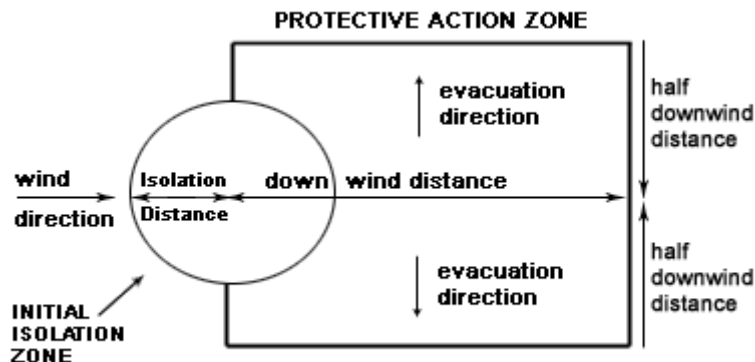 PROTECTIVE ACTION ZONE
evacuation
direction
half
downwind
distance
wind
direction
Isolation
Distance
down wind distance
evacuation
direction
half
downwind
distance
INITIAL
ISOLATION
ZONE